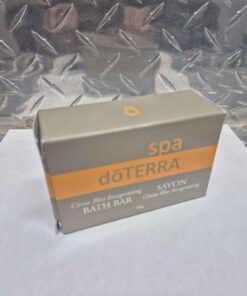 spa
dōTERRA
Citrus Bliss Invigorating
BATH BAR
SAVON
Citrus Bliss Invigorating